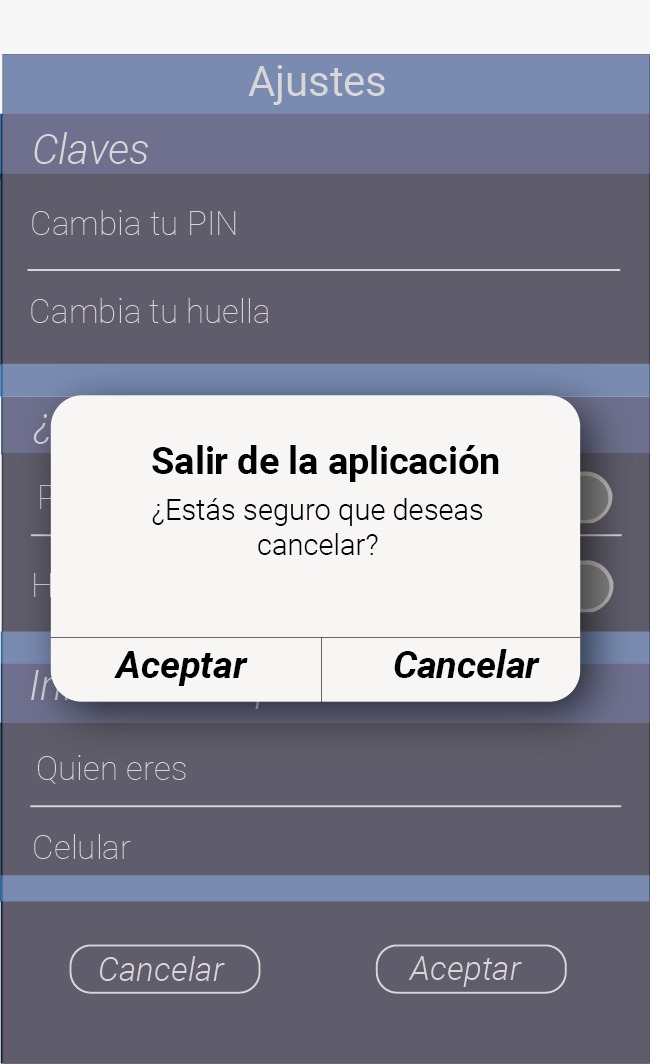 Ajustes
Claves
Cambia tu PIN
Cambia tu huella
¿
Salir de la aplicación
¿Estás seguro que deseas
cancelar?
Aceptar
Cancelar
Quien eres
Celular
Cancelar
Aceptar